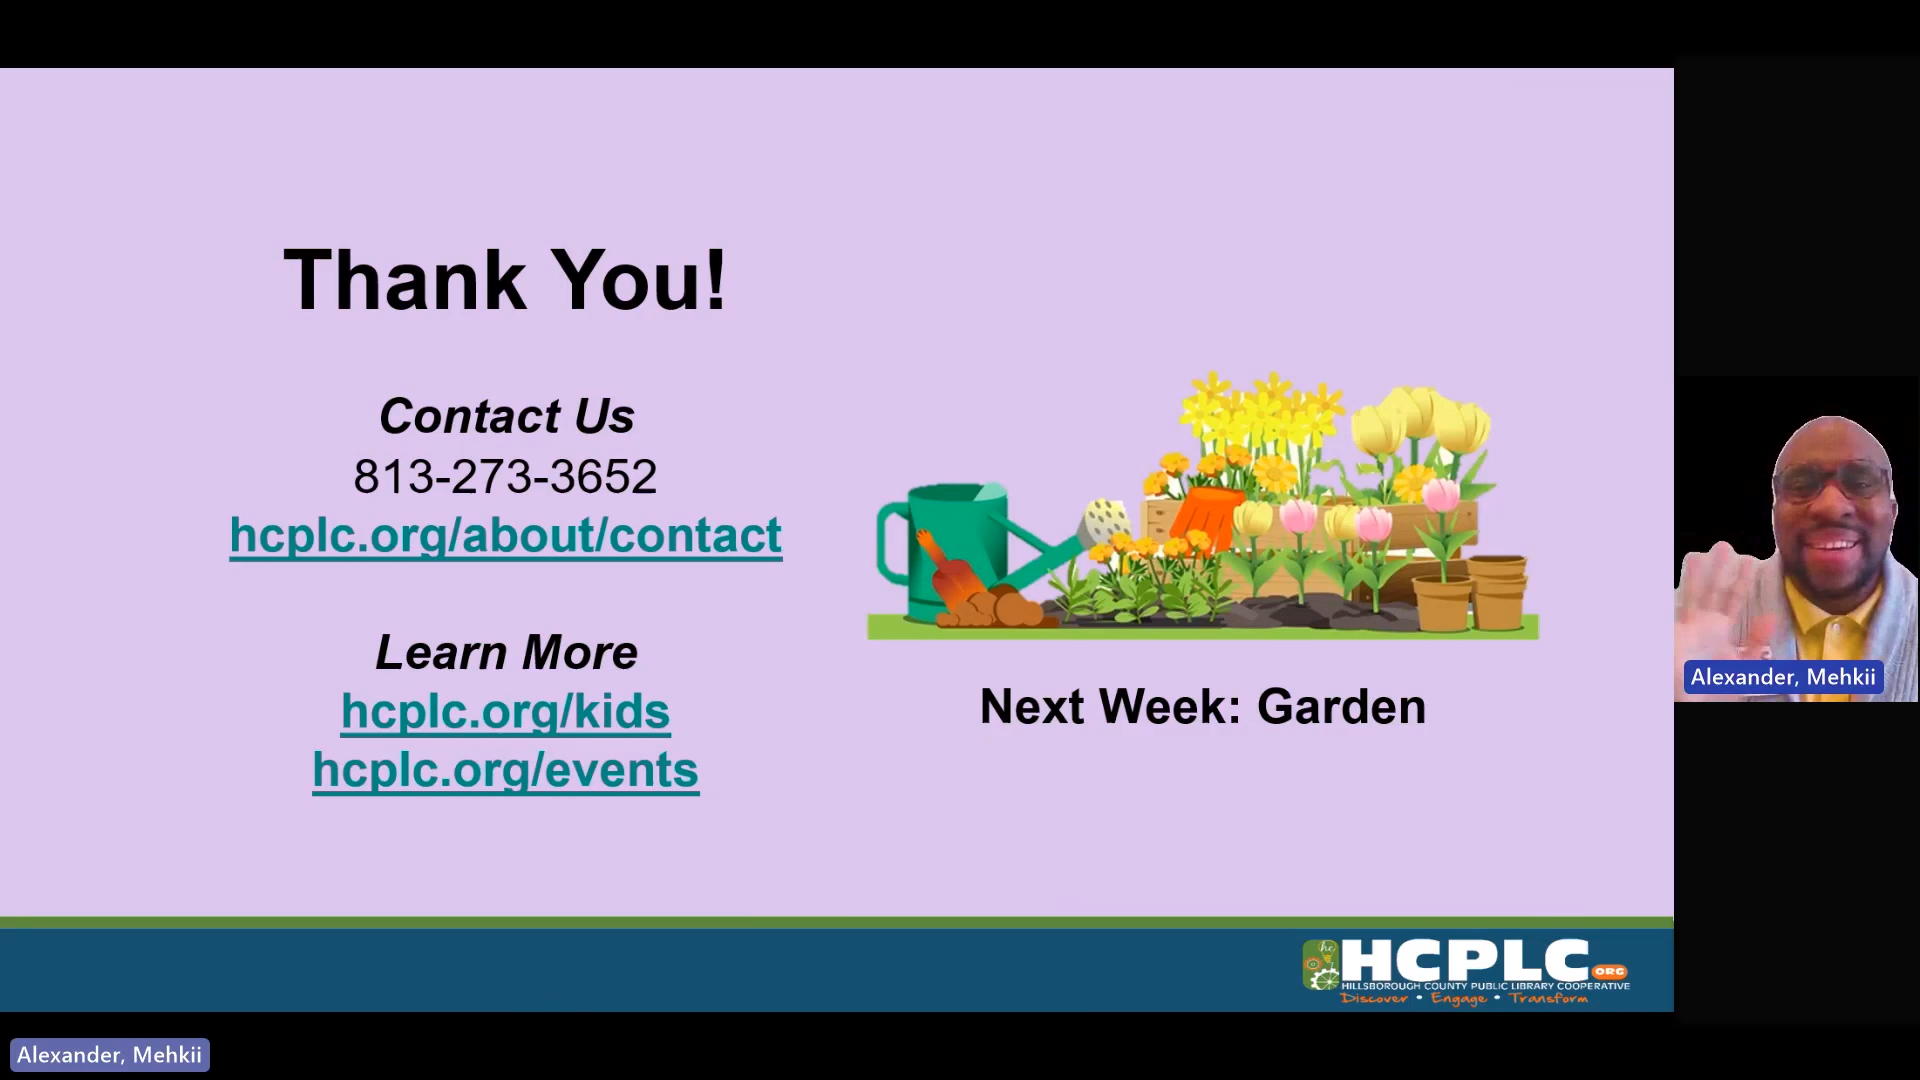 Thank You!
Contact Us
813-273-3652
hcplc.org/about/contact
Learn More
hcplc.org/kids
hcplc.org/events
Next Week: Garden
Alexander, Mehkii
hc
HCPLC.ORG
HILLSBOROUGH COUNTY PUBLIC LIBRARY COOPERATIVE
Discover • Engage • Transform
Alexander, Mehkii